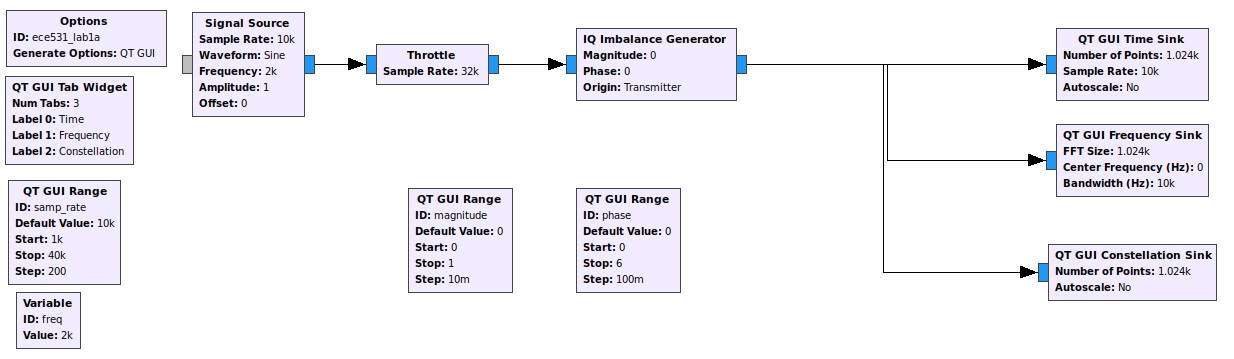 Options
ID: ece531_lab1a
Generate Options: QT GUI
QT GUI Tab Widget
Num Tabs: 3
Label 0: Time
Label 1: Frequency
Label 2: Constellation
QT GUI Range
ID: samp_rate
Default Value: 10k
Start: 1k
Stop: 40k
Step: 200
Variable
ID: freq
Value: 2k
Signal Source
Sample Rate: 10k
Waveform: Sine
Frequency: 2k
Amplitude: 1
Offset: 0
Throttle
Sample Rate: 32k
IQ Imbalance Generator
Magnitude: 0
Phase: 0
Origin: Transmitter
QT GUI Range
ID: magnitude
Default Value: 0
Start: 0
Stop: 1
Step: 10m
QT GUI Range
ID: phase
Default Value: 0
Start: 0
Stop: 6
Step: 100m
QT GUI Time Sink
Number of Points: 1.024k
Sample Rate: 10k
Autoscale: No
QT GUI Frequency Sink
FFT Size: 1.024k
Center Frequency (Hz): 0
Bandwidth (Hz): 10k
QT GUI Constellation Sink
Number of Points: 1.024k
Autoscale: No